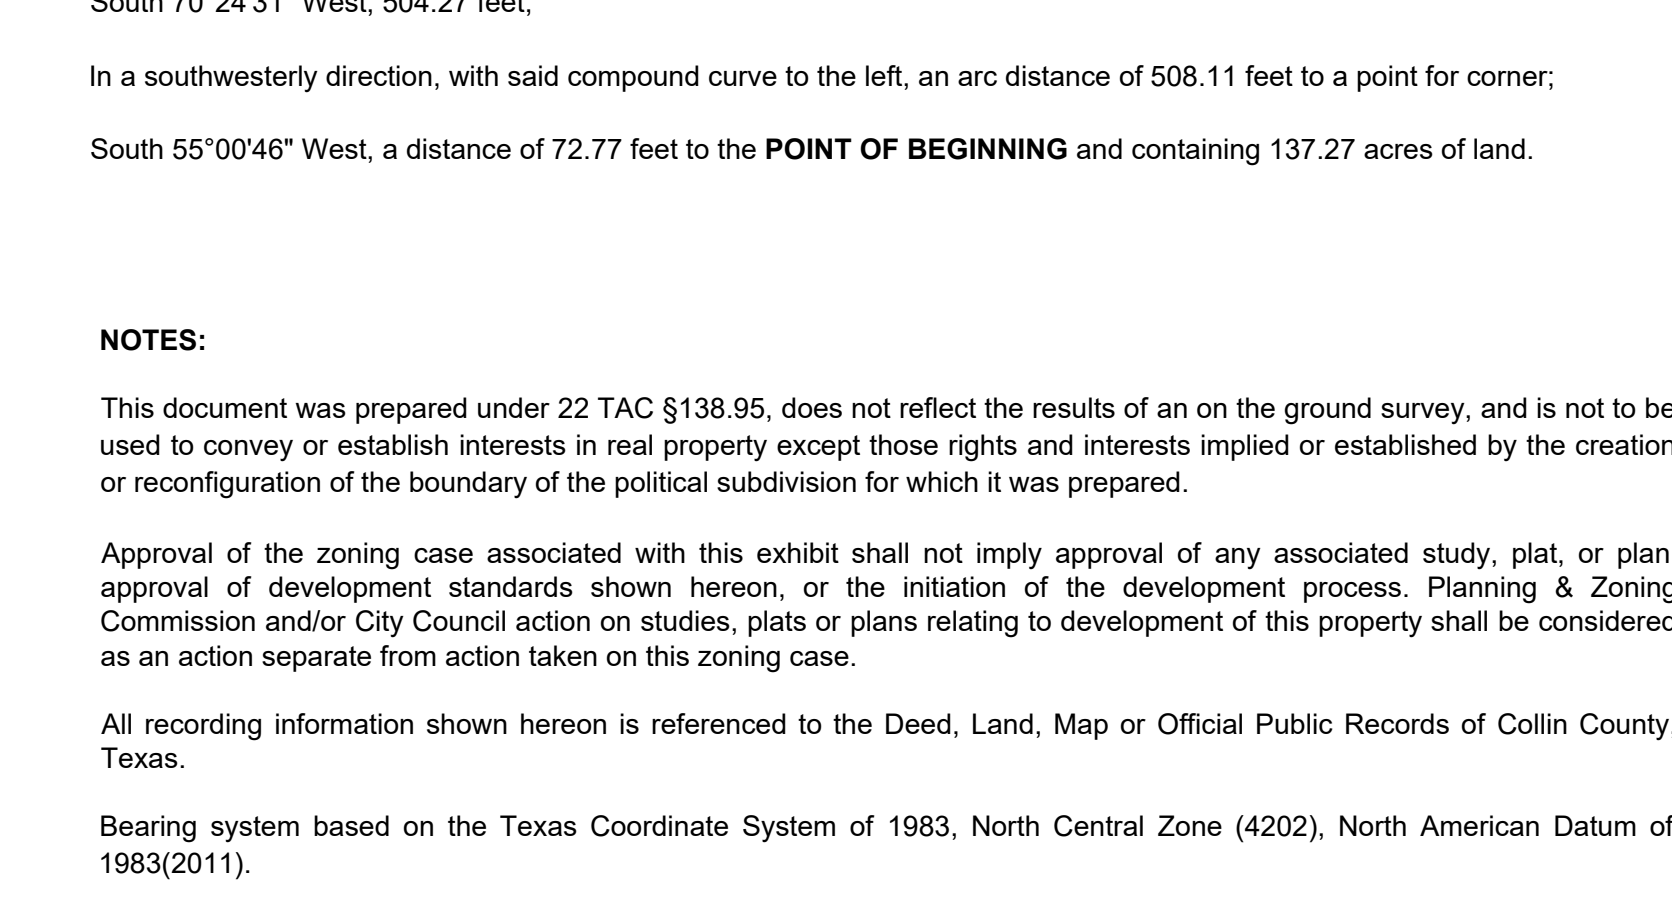 South 70°24'31" West, 504.27 feet;
In a southwesterly direction, with said compound curve to the left, an arc distance of 508.11 feet to a point for corner;
South 55°00'46" West, a distance of 72.77 feet to the POINT OF BEGINNING and containing 137.27 acres of land.
NOTES:
This document was prepared under 22 TAC §138.95, does not reflect the results of an on the ground survey, and is not to be
used to convey or establish interests in real property except those rights and interests implied or established by the creation
or reconfiguration of the boundary of the political subdivision for which it was prepared.
Approval of the zoning case associated with this exhibit shall not imply approval of any associated study, plat, or plan
approval of development standards shown hereon, or the initiation of the development process. Planning & Zoning
Commission and/or City Council action on studies, plats or plans relating to development of this property shall be considered
as an action separate from action taken on this zoning case.
All recording information shown hereon is referenced to the Deed, Land, Map or Official Public Records of Collin County,
Texas.
Bearing system based on the Texas Coordinate System of 1983, North Central Zone (4202), North American Datum of
1983(2011).